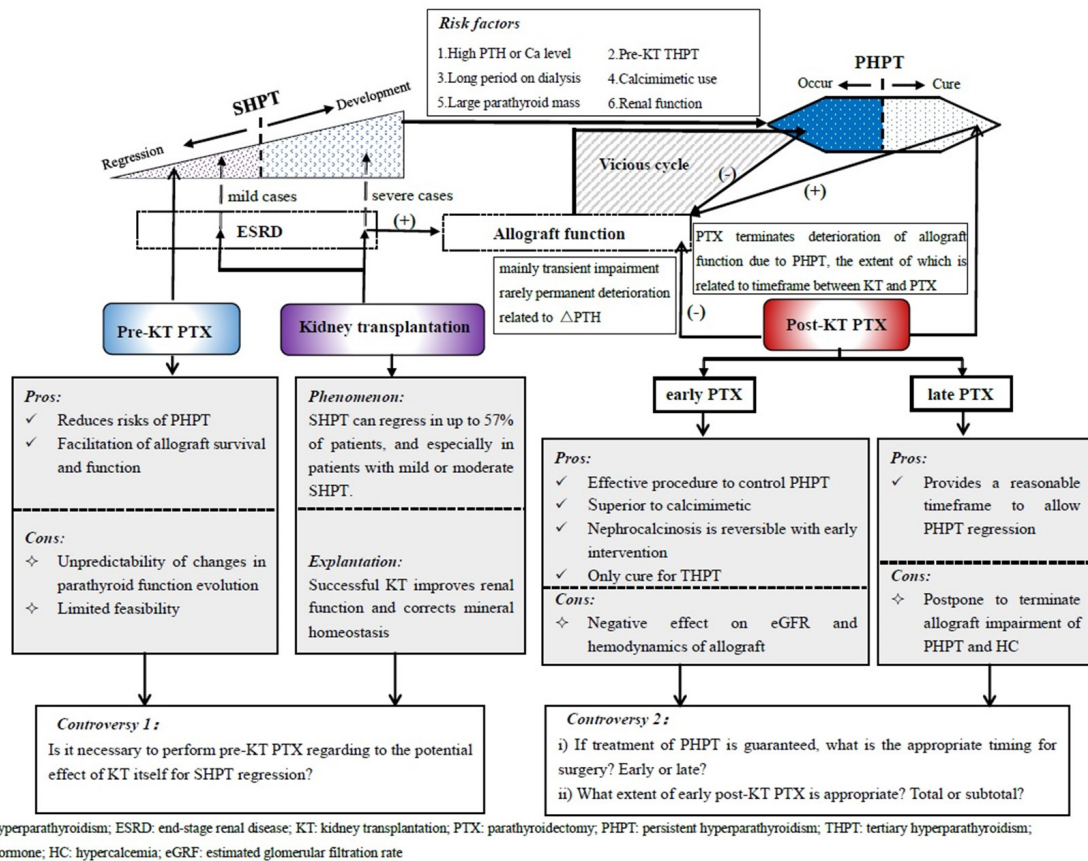 Risk factors
1.High PTH or Ca level 2.Pre-KT THPT
3.Long period on dialysis 4.Calcimimetic use
5.Large parathyroid mass 6.Renal function
PHPT
Occur Cure
SHPT
Development
Regression
Vicious cycle
(-)
(+)
mild cases
severe cases
ESRD
(+)
Allograft function
mainly transient impairment
rarely permanent deterioration
related to △PTH
(-)
PTX terminates deterioration of allograft
function due to PHPT, the extent of which is
related to timeframe between KT and PTX
Pre-KT PTX
Kidney transplantation
Post-KT PTX
early PTX
late PTX
Pros:
✓ Reduces risks of PHPT
✓ Facilitation of allograft survival
and function
Cons:
✧ Unpredictability of changes in
parathyroid function evolution
✧ Limited feasibility
Phenomenon:
SHPT can regress in up to 57%
of patients, and especially in
patients with mild or moderate
SHPT.
Explantation:
Successful KT improves renal
function and corrects mineral
homeostasis
Pros:
✓ Effective procedure to control PHPT
✓ Superior to calcimimetic
✓ Nephrocalcinosis is reversible with early
intervention
✓ Only cure for THPT
Cons:
✧ Negative effect on eGFR and
hemodynamics of allograft
Pros:
✓ Provides a reasonable
timeframe to allow
PHPT regression
Cons:
✧ Postpone to terminate
allograft impairment of
PHPT and HC
Controversy 1:
Is it necessary to perform pre-KT PTX regarding to the potential
effect of KT itself for SHPT regression?
Controversy 2:
i) If treatment of PHPT is guaranteed, what is the appropriate timing for
surgery? Early or late?
ii) What extent of early post-KT PTX is appropriate? Total or subtotal?
yperparathyroidism; ESRD: end-stage renal disease; KT: kidney transplantation; PTX: parathyroidectomy; PHPT: persistent hyperparathyroidism; THPT: tertiary hyperparathyroidism;
ormone; HC: hypercalcemia; eGRF: estimated glomerular filtration rate